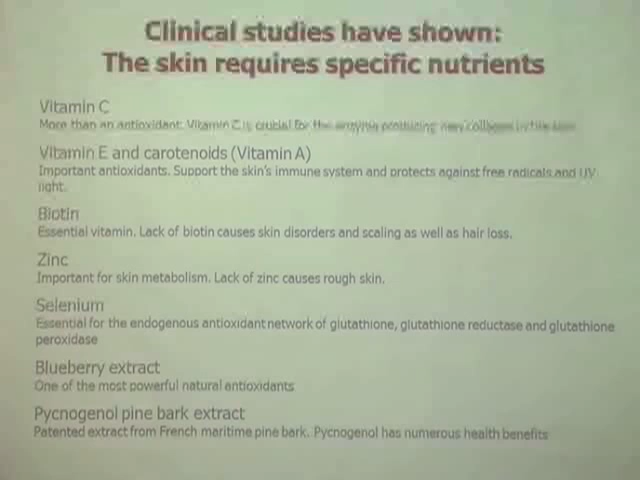 Clinical studies have shown:
The skin requires specific nutrients
Vitamin C
More than an antioxidant: Vitamin C is crucial for the enzyme producing new collagen in the skin.
Vitamin E and carotenoids (Vitamin A)
Important antioxidants. Support the skin's immune system and protects against free radicals and UV
light.
Biotin
Essential vitamin. Lack of biotin causes skin disorders and scaling as well as hair loss.
Zinc
Important for skin metabolism. Lack of zinc causes rough skin.
Selenium
Essential for the endogenous antioxidant network of glutathione, glutathione reductase and glutathione
peroxidase
Blueberry extract
One of the most powerful natural antioxidants
Pycnogenol pine bark extract
Patented extract from French maritime pine bark. Pycnogenol has numerous health benefits